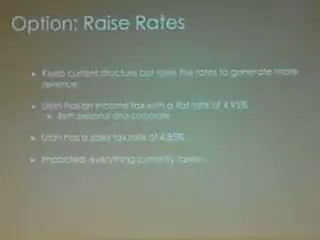 Option: Raise Rates
Keep current structure but raise the rates to generate more
revenue
Utah has an income tax with a flat rate of 4.95%
Both personal and corporate
Utah has a sales tax rate of 4.85%
Impacted: everything currently taxed